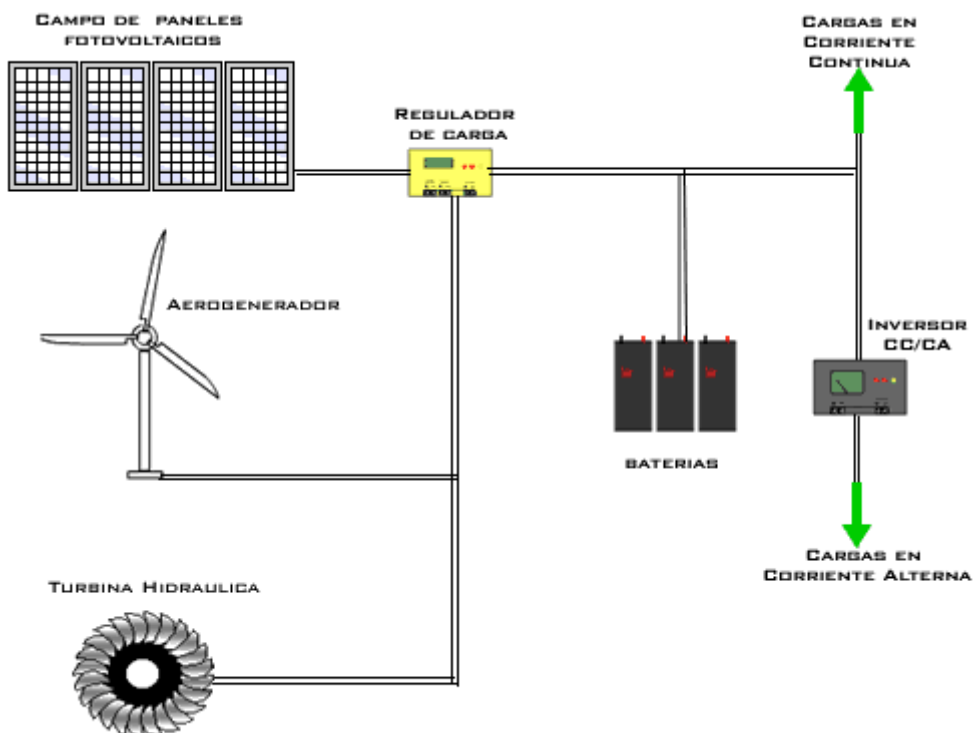 CAMPO DE PANELES
FOTOVOLTAICOS
CARGAS EN
CORRIENTE
CONTINUA
REGULADOR
DE CARGA
AEROGENERADOR
INVERSOR
CC/CA
BATERIAS
CARGAS EN
CORRIENTE ALTERNA
TURBINA HIDRAULICA